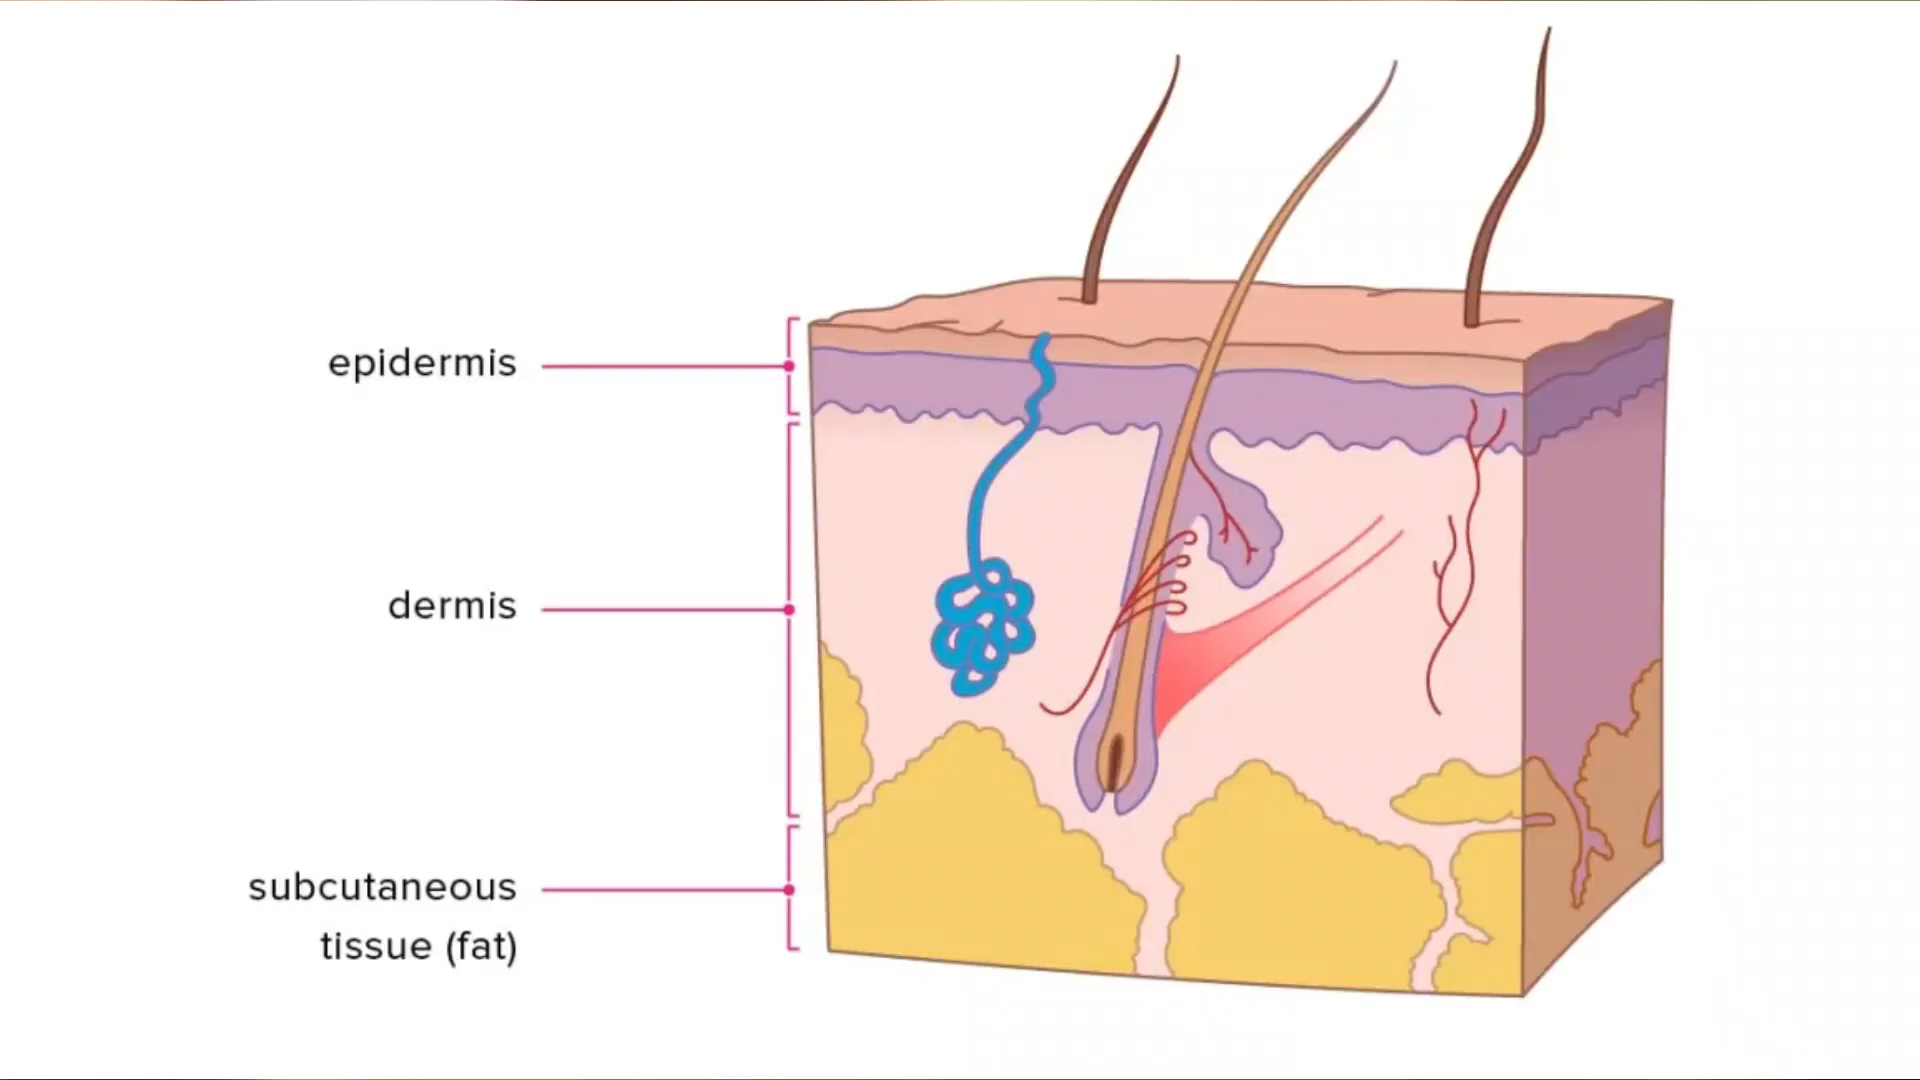 epidermis
dermis
subcutaneous
tissue (fat)